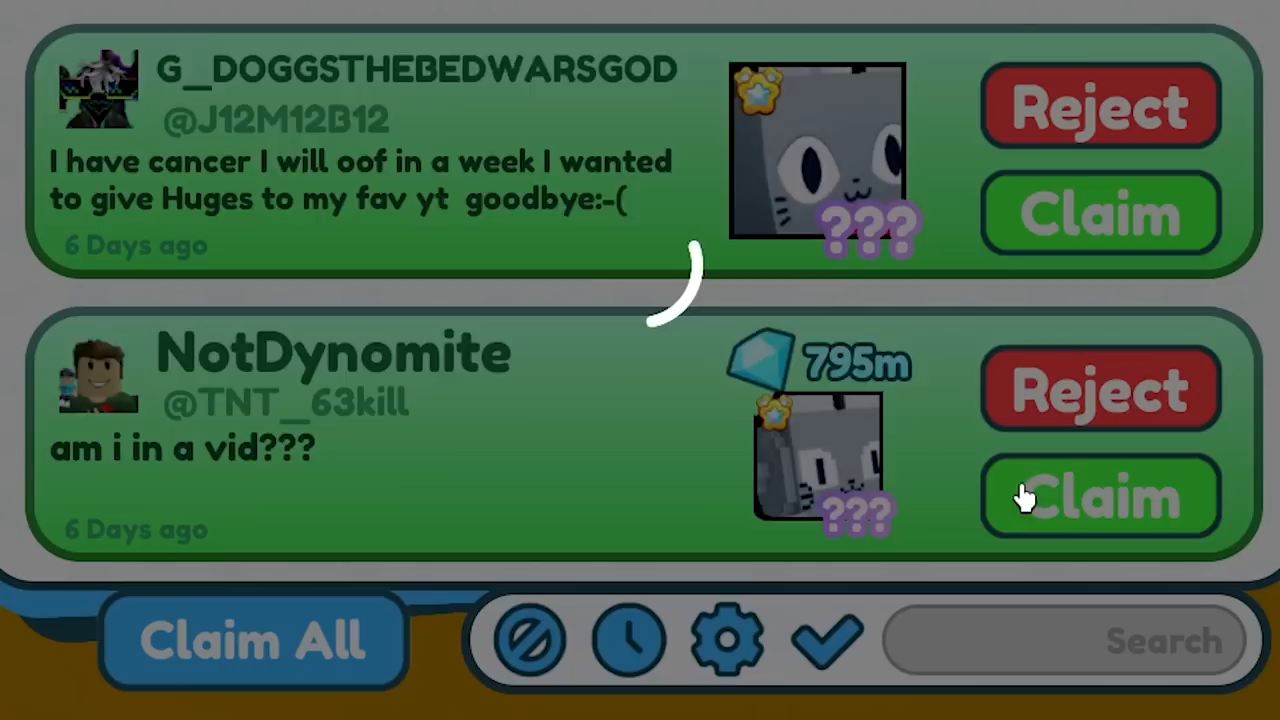 G_DOGGSTHEBEDWARSGOD
@J12M12B12
I have cancer I will oof in a week I wanted
to give Huges to my fav yt goodbye:-(
6 Days ago
???
Reject
Claim
NotDynomite
@TNT_63kill
am i in a vid???
6 Days ago
795m
???
Reject
Claim
Claim All
Search